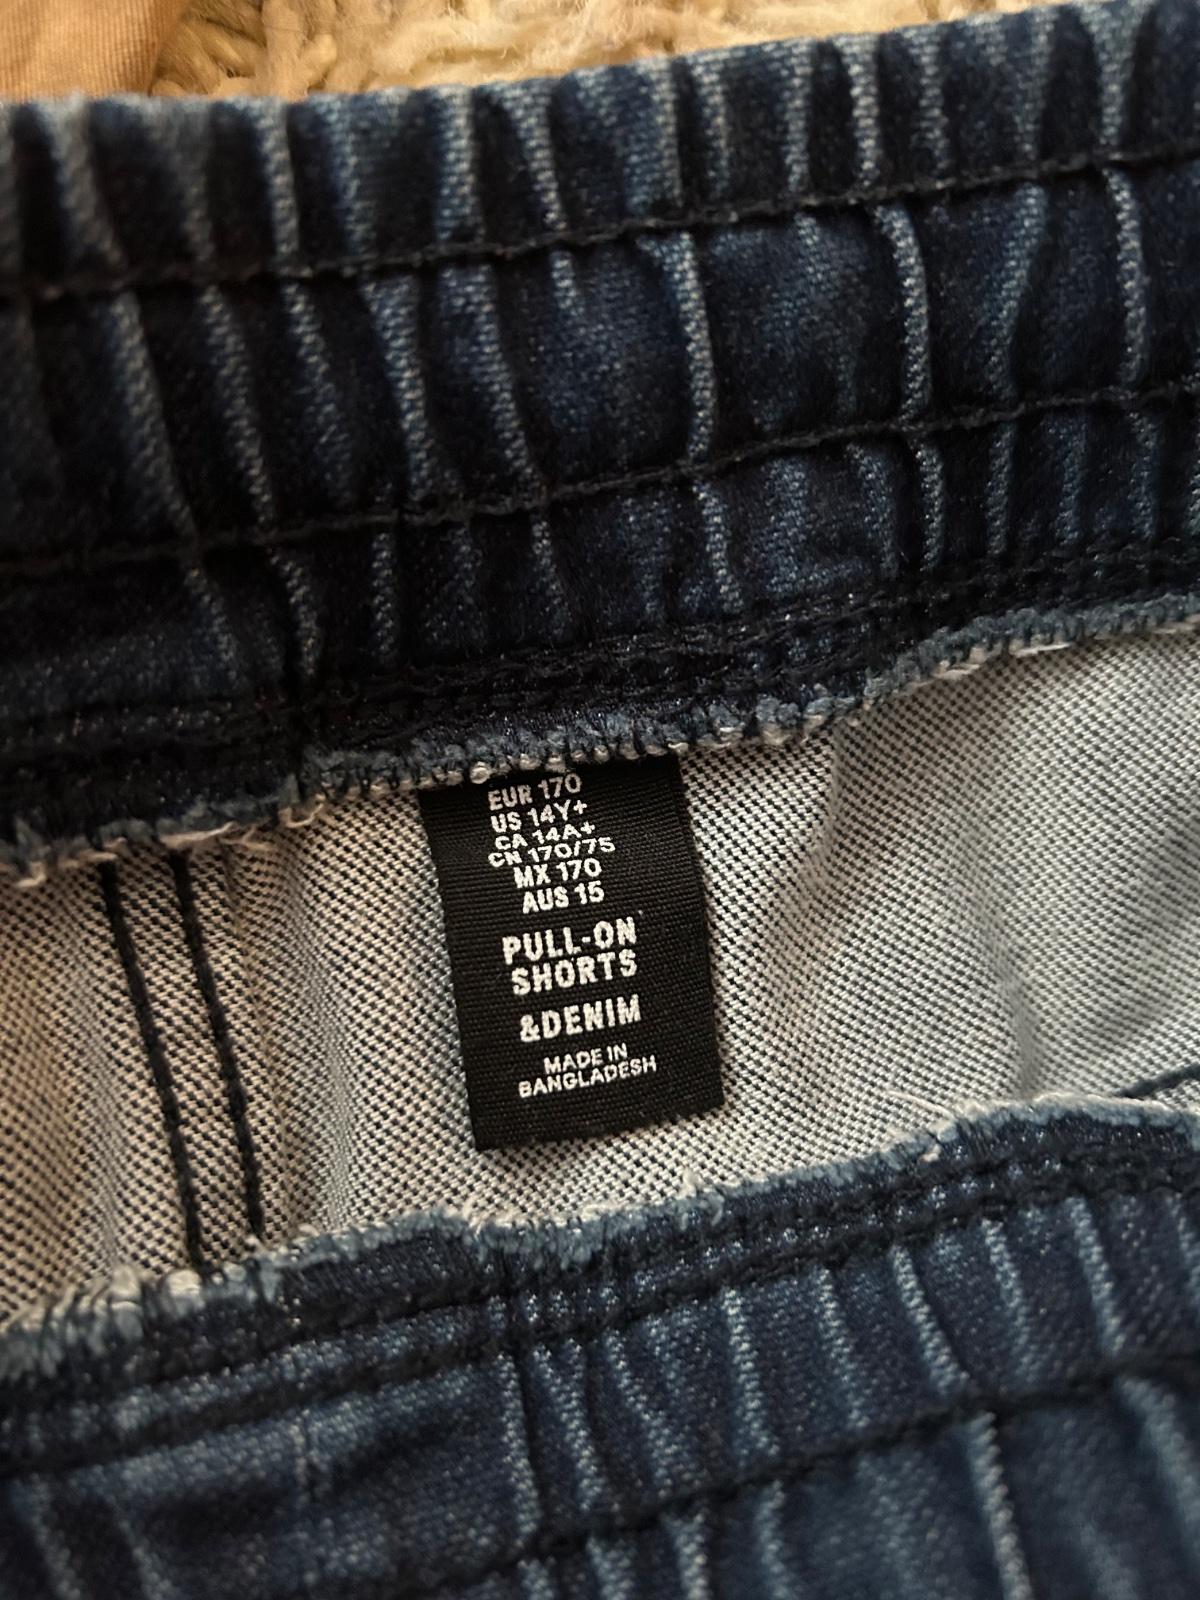 EUR 170
US 14Y+
CA 14A+
CN 170/75
MX 170
AUS 15
PULL-ON
SHORTS
&DENIM
MADE IN
BANGLADESH